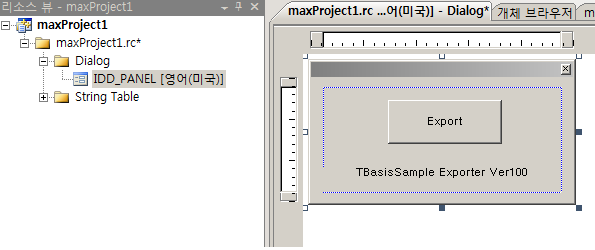 리소스 뷰 - maxProject1
maxProject1
maxProject1.rc*
Dialog
IDD_PANEL [영어(미국)]
String Table
maxProject1.rc ...어(미국)] - Dialog*
개체 브라우저
m
Export
TBasisSample Exporter Ver100